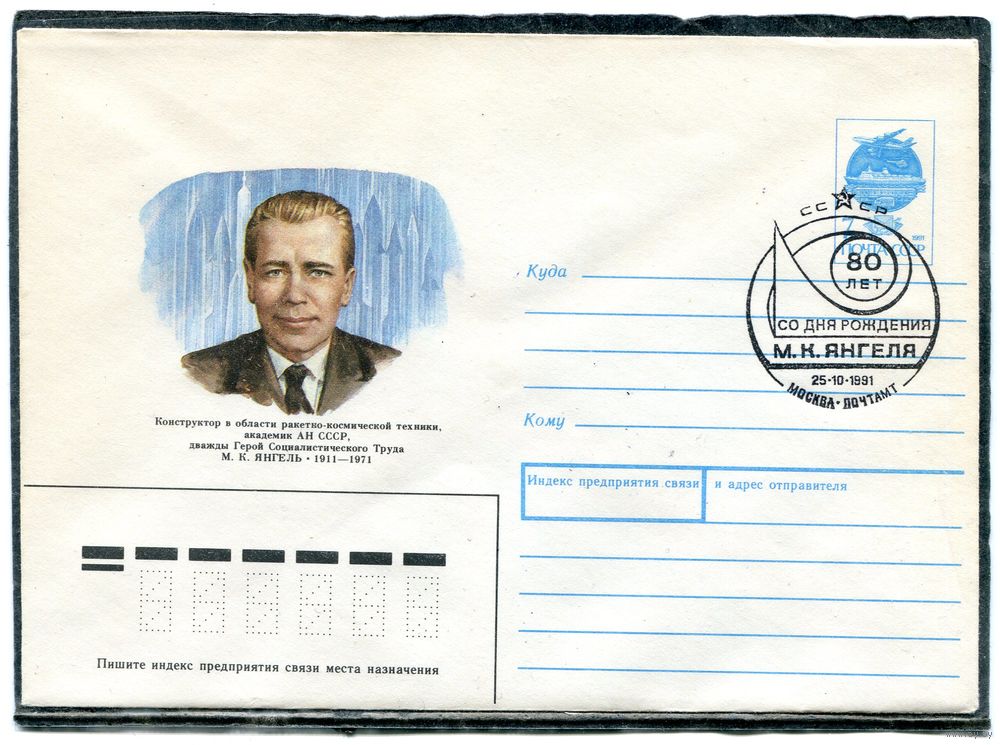 1991
7
ПОЧТА СССР
СССР
80
ЛЕТ
СО ДНЯ РОЖДЕНИЯ
М.К. ЯНГЕЛЯ
25-10-1991
МОСКВА · ПОЧТАМТ
Куда
Кому
Конструктор в области ракетно-космической техники,
академик АН СССР,
дважды Герой Социалистического Труда
М. К. ЯНГЕЛЬ · 1911—1971
Индекс предприятия связи
и адрес отправителя
Пишите индекс предприятия связи места назначения